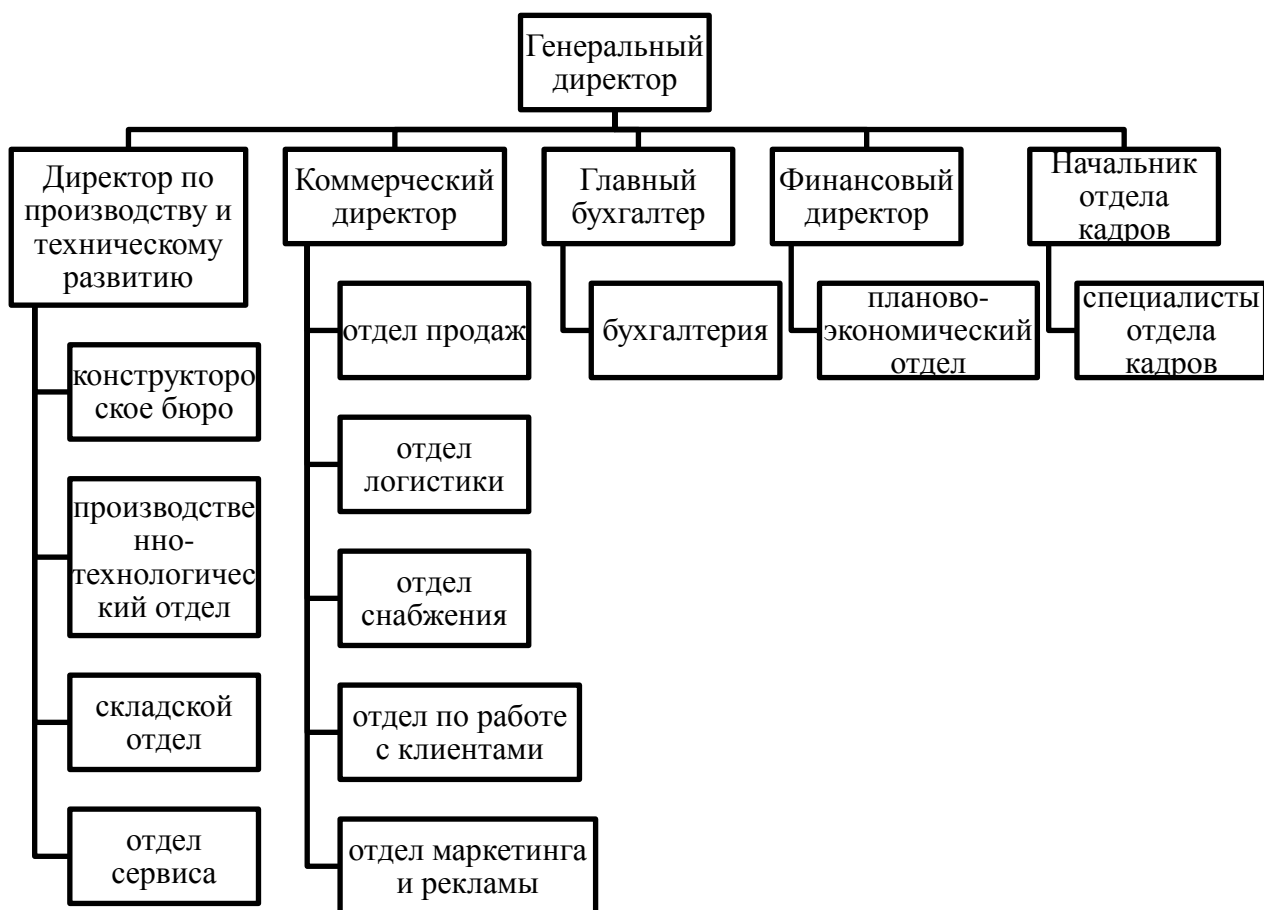 Генеральный
директор
Директор по
производству и
техническому
развитию
Коммерческий
директор
Главный
бухгалтер
Финансовый
директор
Начальник
отдела
кадров
конструкторо
ское бюро
производстве
нно-
технологичес
кий отдел
складской
отдел
отдел
сервиса
отдел продаж
отдел
логистики
отдел
снабжения
отдел по работе
с клиентами
отдел маркетинга
и рекламы
бухгалтерия
планово-
экономический
отдел
специалисты
отдела
кадров